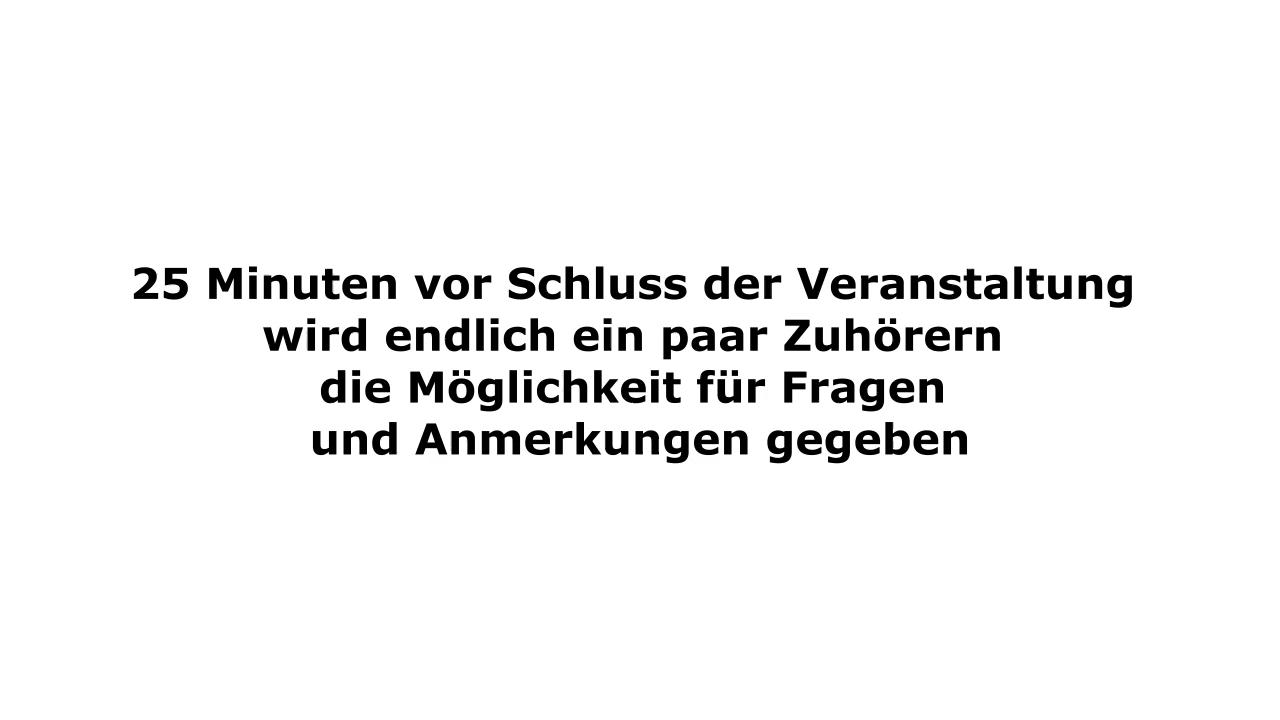 25 Minuten vor Schluss der Veranstaltung
wird endlich ein paar Zuhörern
die Möglichkeit für Fragen
und Anmerkungen gegeben